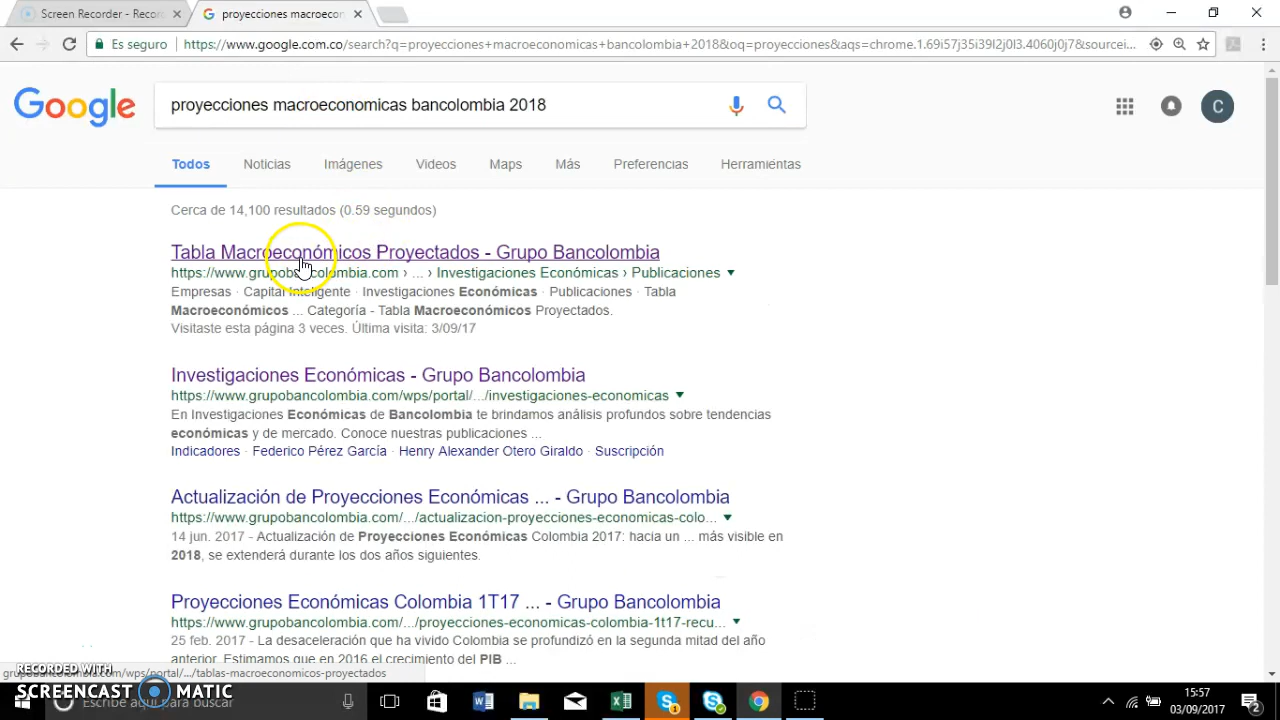 Screen Recorder - Record
proyecciones macroecon
Es seguro
https://www.google.com.co/search?q=proyecciones+macroeconomicas+bancolombia+2018&oq=proyecciones&aqs=chrome.1.69i57j35i39l2j0l3.4060j0j7&sourcei...
Google
proyecciones macroeconomicas bancolombia 2018
C
Todos Noticias Imágenes Videos Maps Más Preferencias Herramientas
Cerca de 14,100 resultados (0.59 segundos)
Tabla Macroeconómicos Proyectados - Grupo Bancolombia
https://www.grupobancolombia.com › ... › Investigaciones Económicas › Publicaciones
Empresas · Capital Inteligente · Investigaciones Económicas · Publicaciones · Tabla
Macroeconómicos ... Categoría - Tabla Macroeconómicos Proyectados.
Visitaste esta página 3 veces. Última visita: 3/09/17
Investigaciones Económicas - Grupo Bancolombia
https://www.grupobancolombia.com/wps/portal/.../investigaciones-economicas
En Investigaciones Económicas de Bancolombia te brindamos análisis profundos sobre tendencias
económicas y de mercado. Conoce nuestras publicaciones ...
Indicadores · Federico Pérez García · Henry Alexander Otero Giraldo · Suscripción
Actualización de Proyecciones Económicas ... - Grupo Bancolombia
https://www.grupobancolombia.com/.../actualizacion-proyecciones-economicas-colo...
14 jun. 2017 - Actualización de Proyecciones Económicas Colombia 2017: hacia un ... más visible en
2018, se extenderá durante los dos años siguientes.
Proyecciones Económicas Colombia 1T17 ... - Grupo Bancolombia
https://www.grupobancolombia.com/.../proyecciones-economicas-colombia-1t17-recu...
25 feb. 2017 - La desaceleración que ha vivido Colombia se profundizó en la segunda mitad del año
anterior. Estimamos que en 2016 el crecimiento del PIB ...
grupobancolombia.com/wps/portal/.../tablas-macroeconomicos-proyectados
RECORDED WITH
SCREENCAST MATIC
Escribe aquí para buscar
15:57
03/09/2017
2